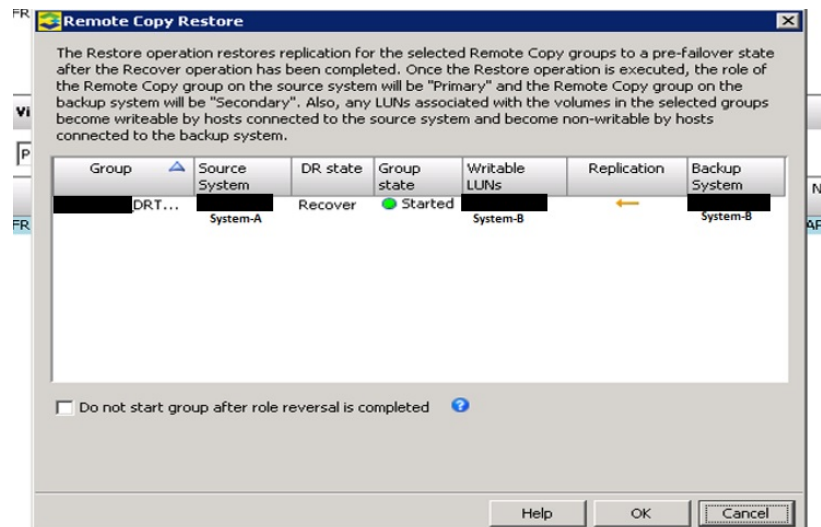 FR
Remote Copy Restore
The Restore operation restores replication for the selected Remote Copy groups to a pre-failover state
after the Recover operation has been completed. Once the Restore operation is executed, the role of
the Remote Copy group on the source system will be "Primary" and the Remote Copy group on the
backup system will be "Secondary". Also, any LUNs associated with the volumes in the selected groups
become writeable by hosts connected to the source system and become non-writable by hosts
connected to the backup system.
Vi
P
Group Source System DR state Group state Writable LUNs Replication Backup System
N
DRT... Recover Started
System-A System-B System-B
FR
AP
Do not start group after role reversal is completed ?
Help OK Cancel